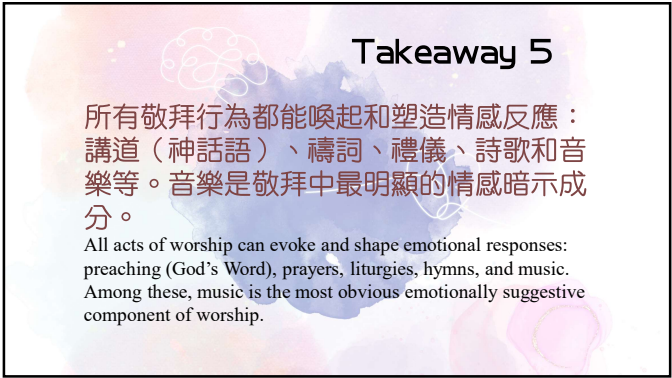 Takeaway 5
所有敬拜行為都能喚起和塑造情感反應：
講道（神話語）、禱詞、禮儀、詩歌和音
樂等。音樂是敬拜中最明顯的情感暗示成
分。
All acts of worship can evoke and shape emotional responses:
preaching (God’s Word), prayers, liturgies, hymns, and music.
Among these, music is the most obvious emotionally suggestive
component of worship.